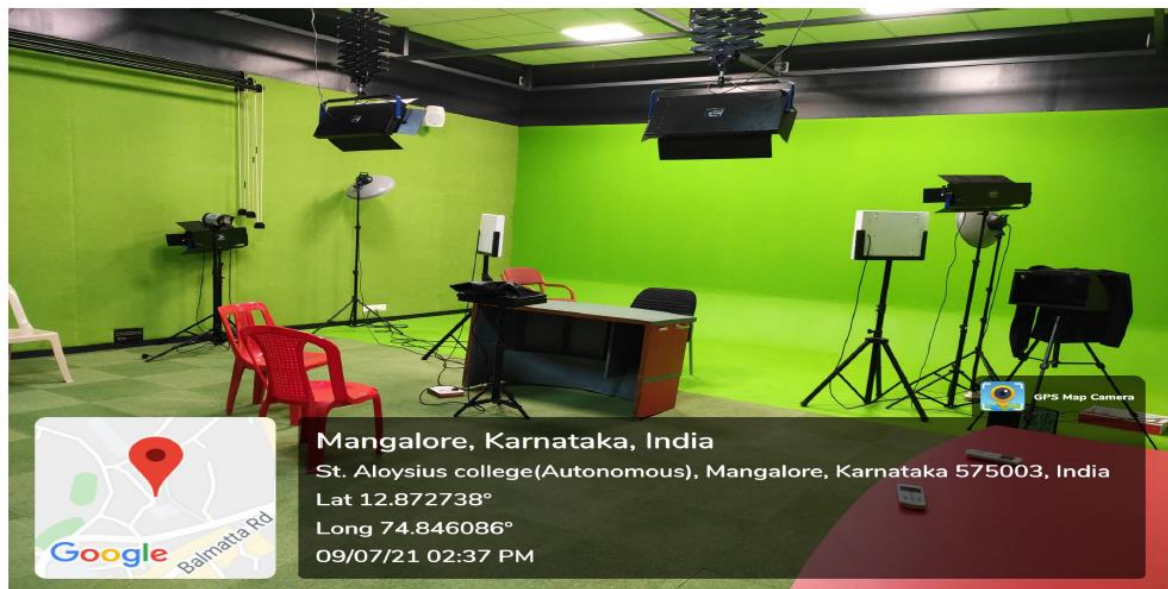 GPS Map Camera
Mangalore, Karnataka, India
St. Aloysius college(Autonomous), Mangalore, Karnataka 575003, India
Lat 12.872738°
Long 74.846086°
09/07/21 02:37 PM
Google
Balmatta Rd